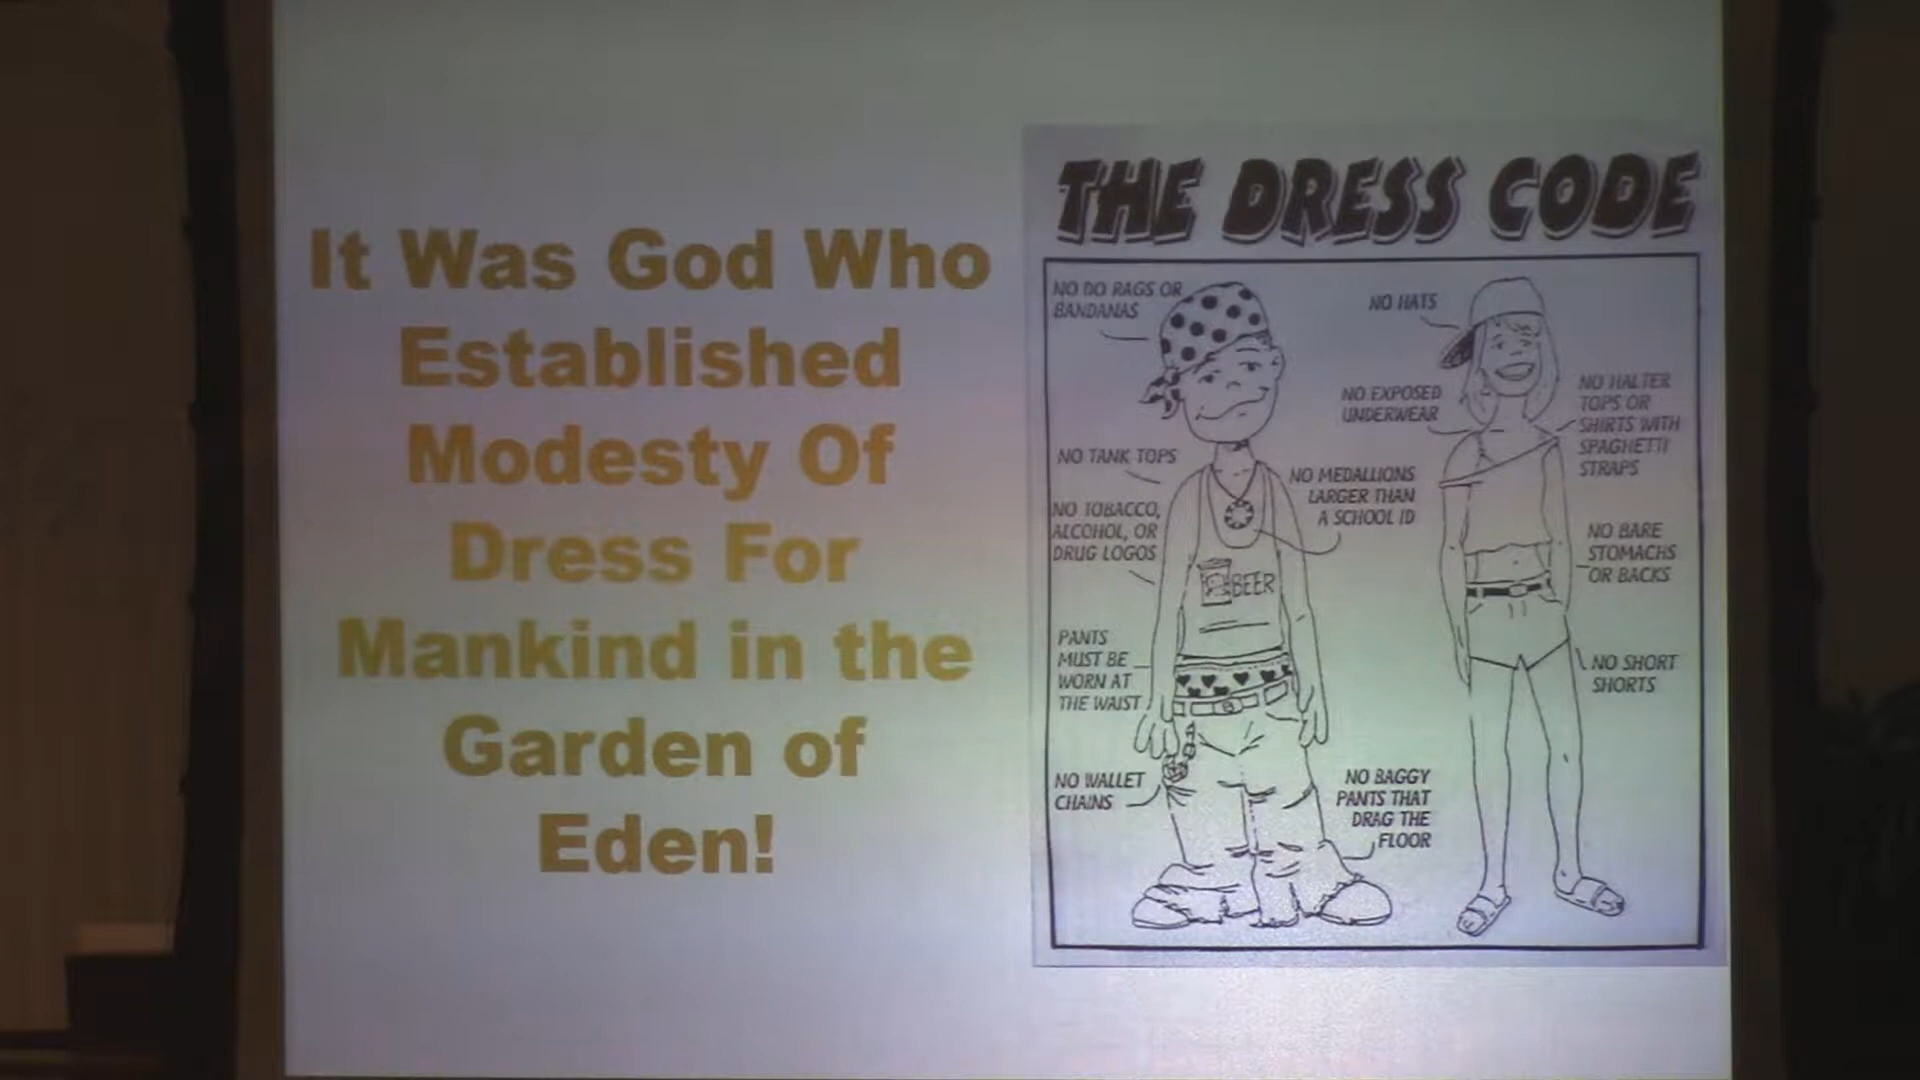 It Was God Who
Established
Modesty Of
Dress For
Mankind in the
Garden of
Eden!
THE DRESS CODE
NO DO RAGS OR
BANDANAS
NO TANK TOPS
NO TOBACCO,
ALCOHOL, OR
DRUG LOGOS
PANTS
MUST BE
WORN AT
THE WAIST
NO WALLET
CHAINS
NO MEDALLIONS
LARGER THAN
A SCHOOL ID
BEER
NO BAGGY
PANTS THAT
DRAG THE
FLOOR
NO HATS
NO EXPOSED
UNDERWEAR
NO HALTER
TOPS OR
SHIRTS WITH
SPAGHETTI
STRAPS
NO BARE
STOMACHS
OR BACKS
NO SHORT
SHORTS